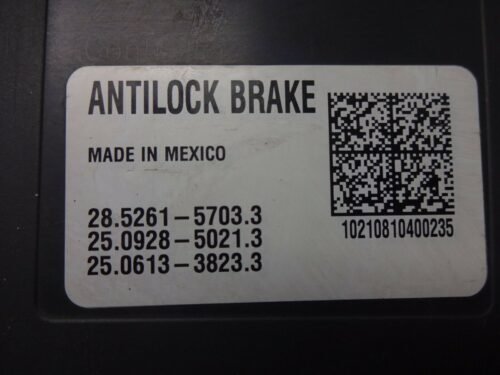 ANTILOCK BRAKE
MADE IN MEXICO
28.5261-5703.3
25.0928-5021.3
25.0613-3823.3
10210810400235